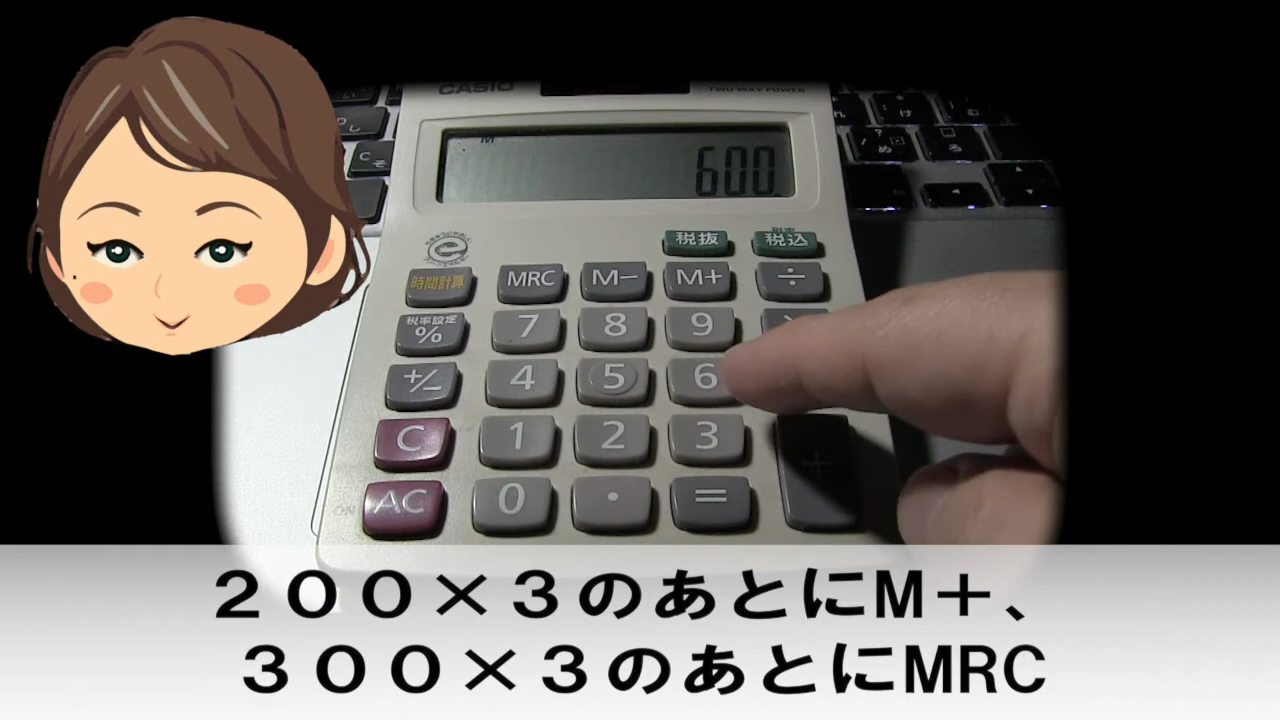 CASIO
TWO WAY POWER
M
600
税抜
税込
時間計算
MRC
M−
M+
÷
税率設定
%
7
8
9
+/−
4
5
6
C
1
2
3
+
ON
AC
0
・
=
２００×３のあとにM＋、
３００×３のあとにMRC